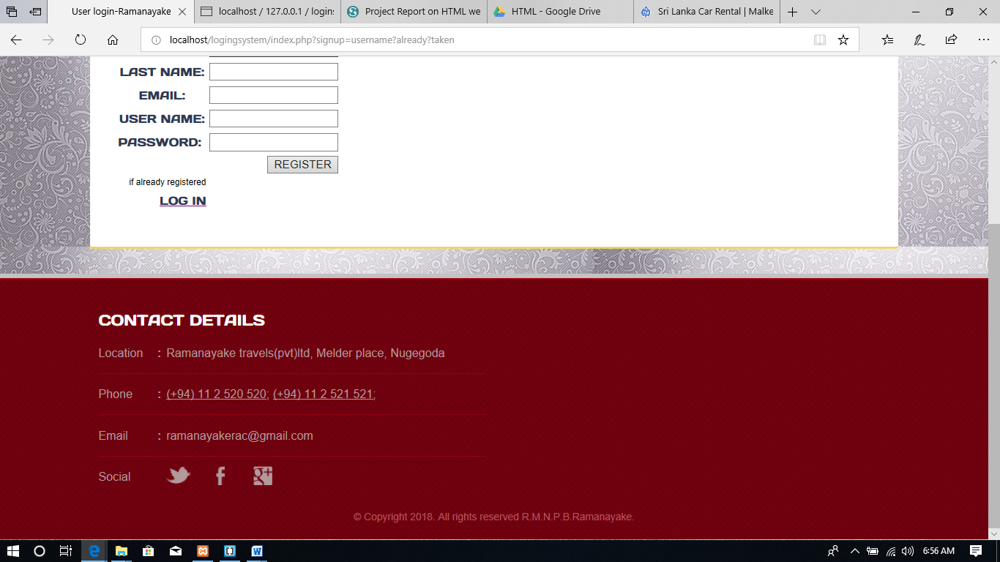 User login-Ramanayake
localhost / 127.0.0.1 / logins
Project Report on HTML we
HTML - Google Drive
Sri Lanka Car Rental | Malke
localhost/logingsystem/index.php?signup=username?already?taken
LAST NAME:
EMAIL:
USER NAME:
PASSWORD:
REGISTER
if already registered
LOG IN
CONTACT DETAILS
Location : Ramanayake travels(pvt)ltd, Melder place, Nugegoda
Phone : (+94) 11 2 520 520; (+94) 11 2 521 521;
Email : ramanayakerac@gmail.com
Social
© Copyright 2018. All rights reserved R.M.N.P.B.Ramanayake.
6:56 AM